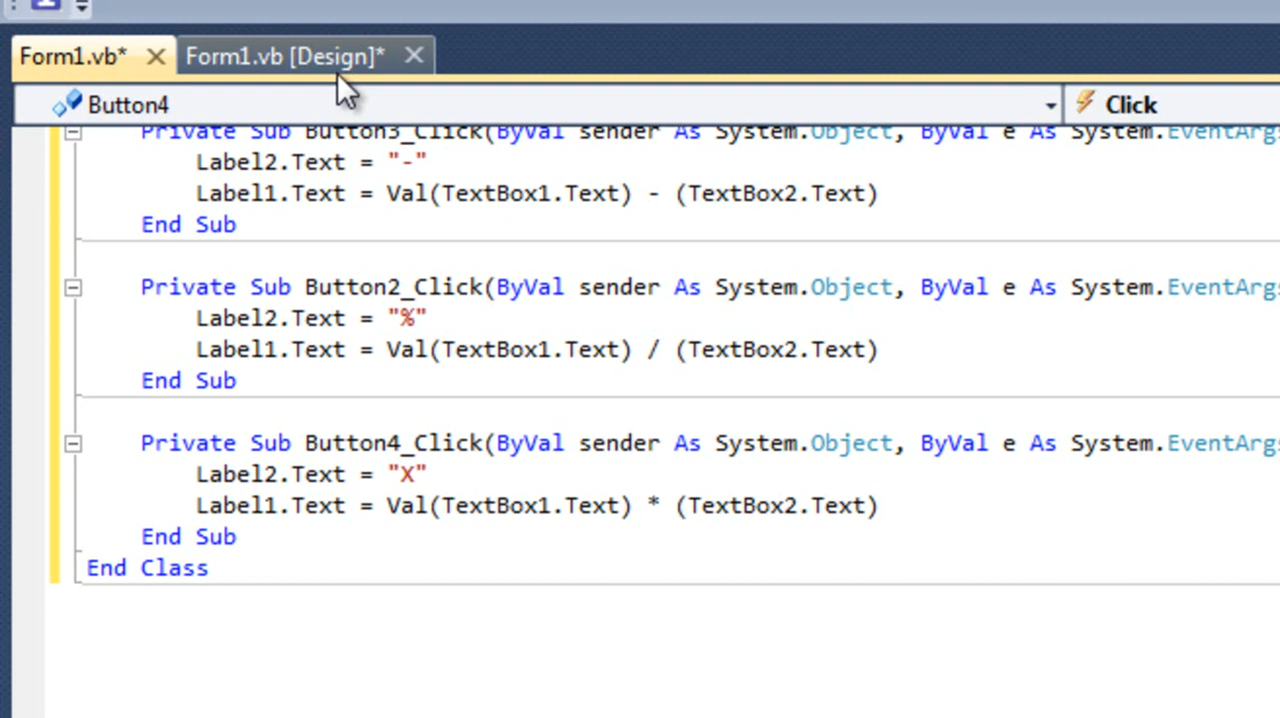 Form1.vb* Form1.vb [Design]*
Button4 Click
Private Sub Button3_Click(ByVal sender As System.Object, ByVal e As System.EventArgs
Label2.Text = "-"
Label1.Text = Val(TextBox1.Text) - (TextBox2.Text)
End Sub
Private Sub Button2_Click(ByVal sender As System.Object, ByVal e As System.EventArgs
Label2.Text = "%"
Label1.Text = Val(TextBox1.Text) / (TextBox2.Text)
End Sub
Private Sub Button4_Click(ByVal sender As System.Object, ByVal e As System.EventArgs
Label2.Text = "X"
Label1.Text = Val(TextBox1.Text) * (TextBox2.Text)
End Sub
End Class